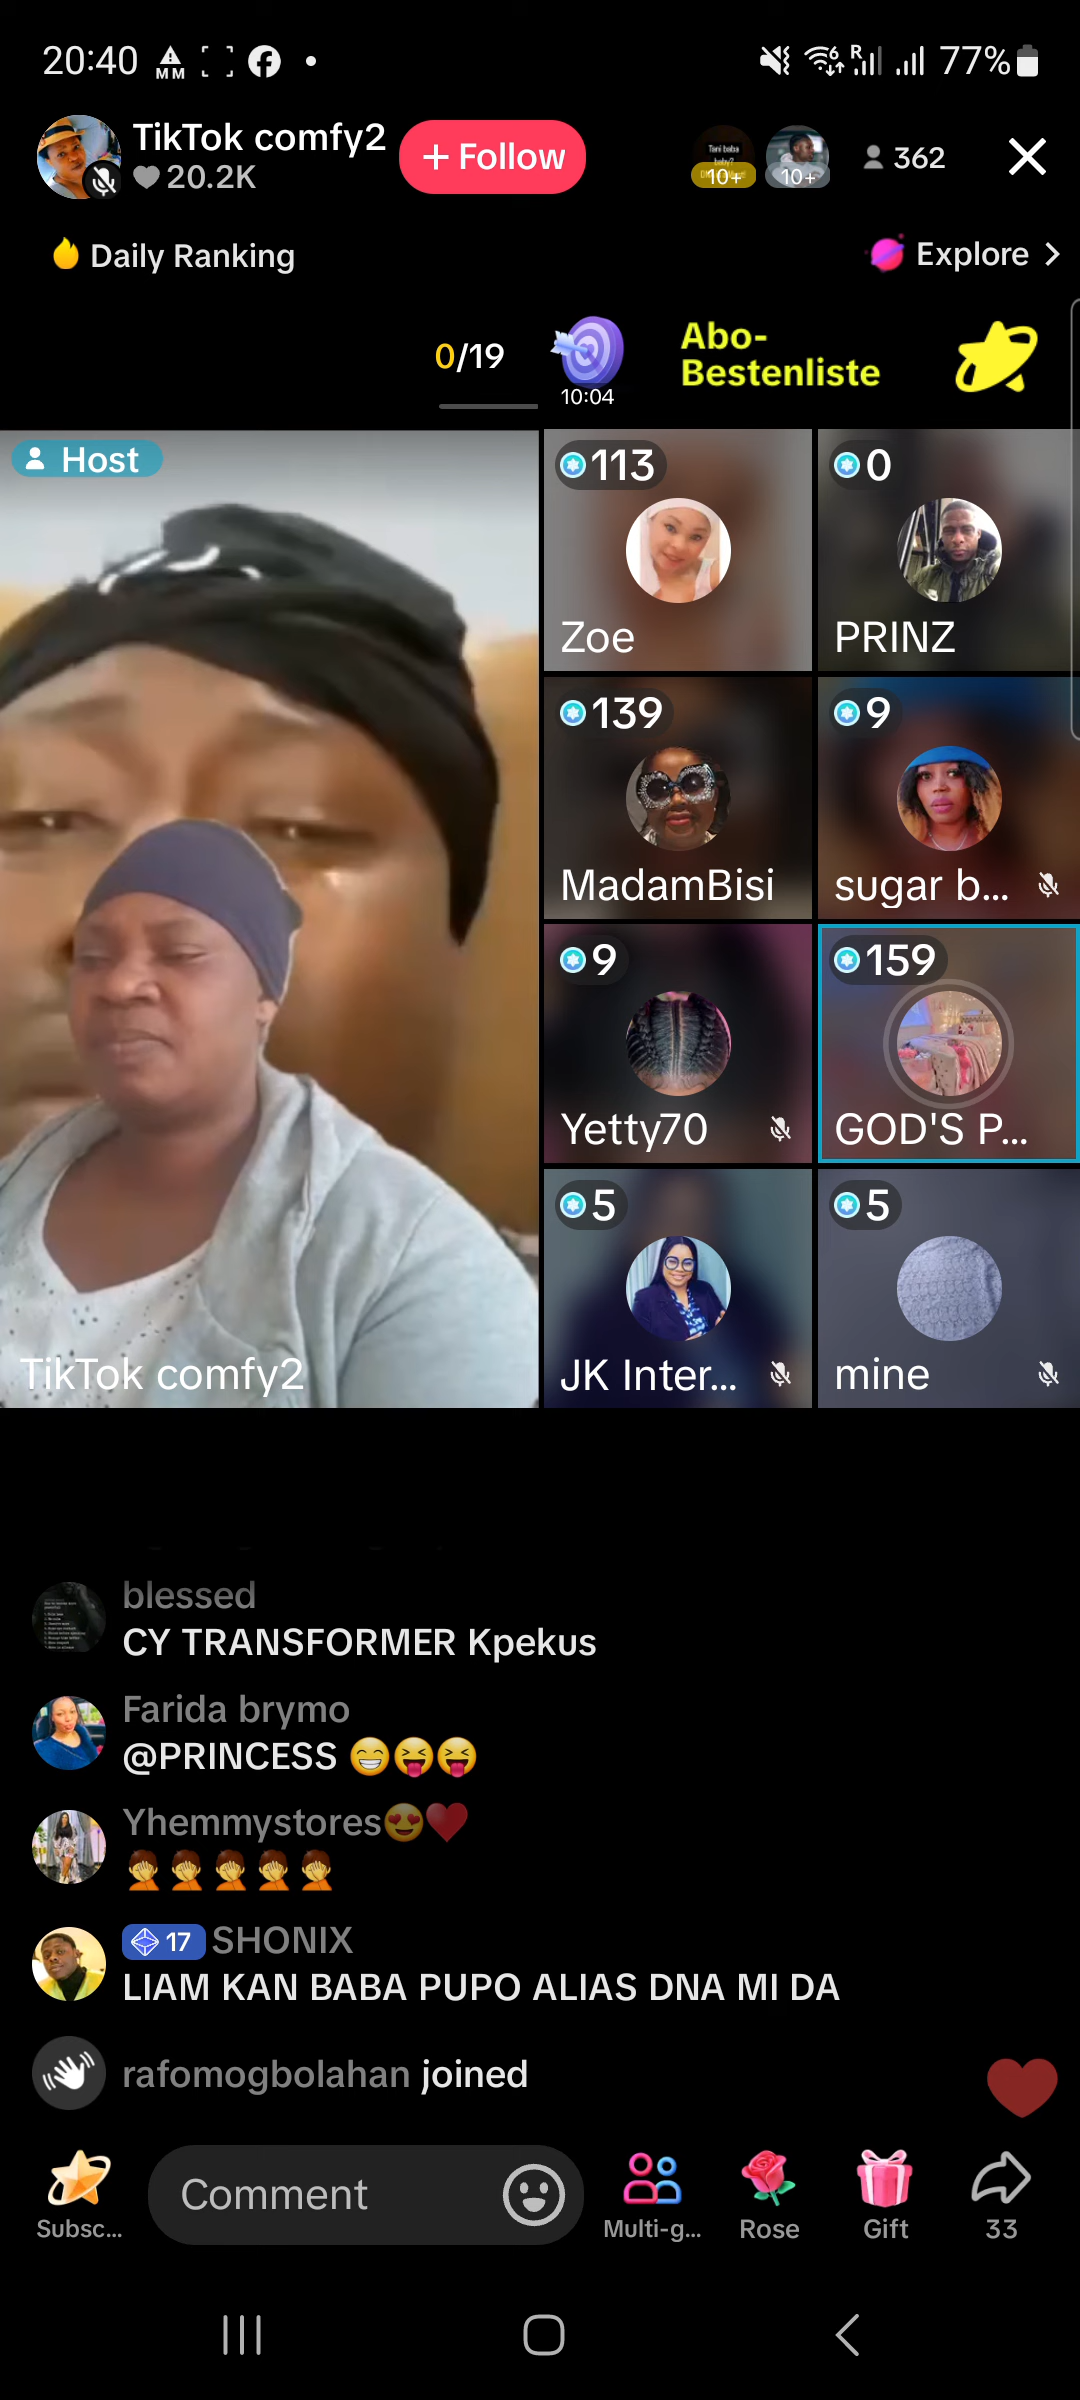 20:40
MM
R
6
77%
TikTok comfy2
20.2K
+ Follow
10+
10+
362
Daily Ranking
Explore
0/19
10:04
Abo-
Bestenliste
Host
TikTok comfy2
113
Zoe
0
PRINZ
139
MadamBisi
9
sugar b...
9
Yetty70
159
GOD'S P...
5
JK Inter...
5
mine
blessed
CY TRANSFORMER Kpekus
Farida brymo
@PRINCESS 😁😝😝
Yhemmystores😍❤️
🤦🤦🤦🤦🤦
17 SHONIX
LIAM KAN BABA PUPO ALIAS DNA MI DA
rafomogbolahan joined
Subsc...
Comment
Multi-g...
Rose
Gift
33